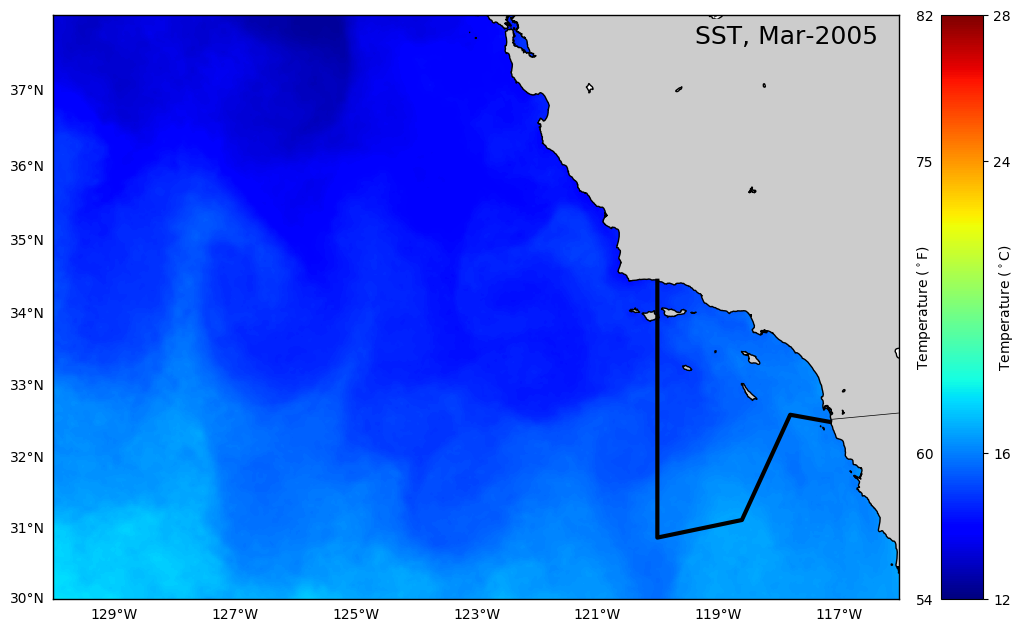 SST, Mar-2005
37°N
36°N
35°N
34°N
33°N
32°N
31°N
30°N
129°W
127°W
125°W
123°W
121°W
119°W
117°W
82
75
60
54
Temperature (°F)
28
24
16
12
Temperature (°C)